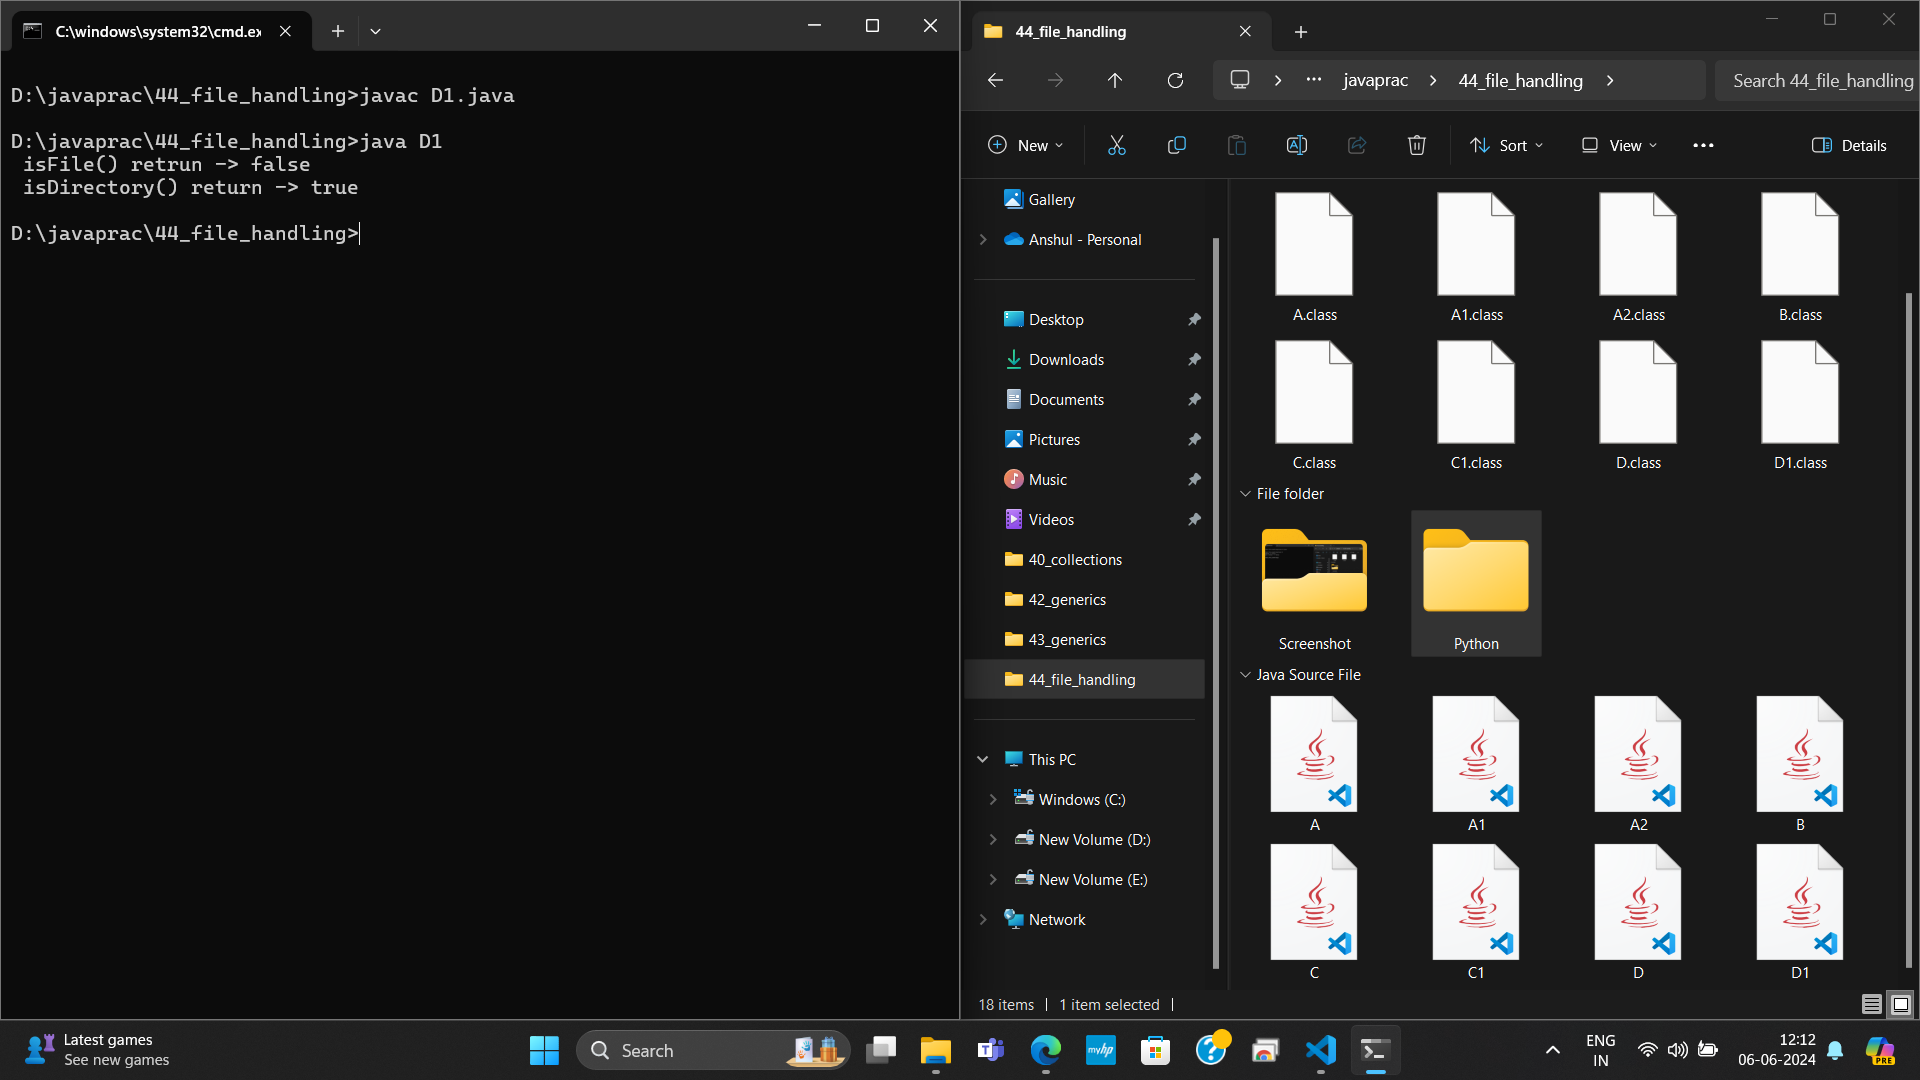 C:\windows\system32\cmd.ex
D:\javaprac\44_file_handling>javac D1.java
D:\javaprac\44_file_handling>java D1
isFile() retrun -> false
isDirectory() return -> true
D:\javaprac\44_file_handling>
44_file_handling
javaprac
44_file_handling
Search 44_file_handling
New
Sort
View
Details
Gallery
Anshul - Personal
Desktop
Downloads
Documents
Pictures
Music
Videos
40_collections
42_generics
43_generics
44_file_handling
This PC
Windows (C:)
New Volume (D:)
New Volume (E:)
Network
A.class
A1.class
A2.class
B.class
C.class
C1.class
D.class
D1.class
File folder
Screenshot
Python
Java Source File
A
A1
A2
B
C
C1
D
D1
18 items
1 item selected
Latest games
See new games
Search
myhp
ENG
IN
12:12
06-06-2024
PRE